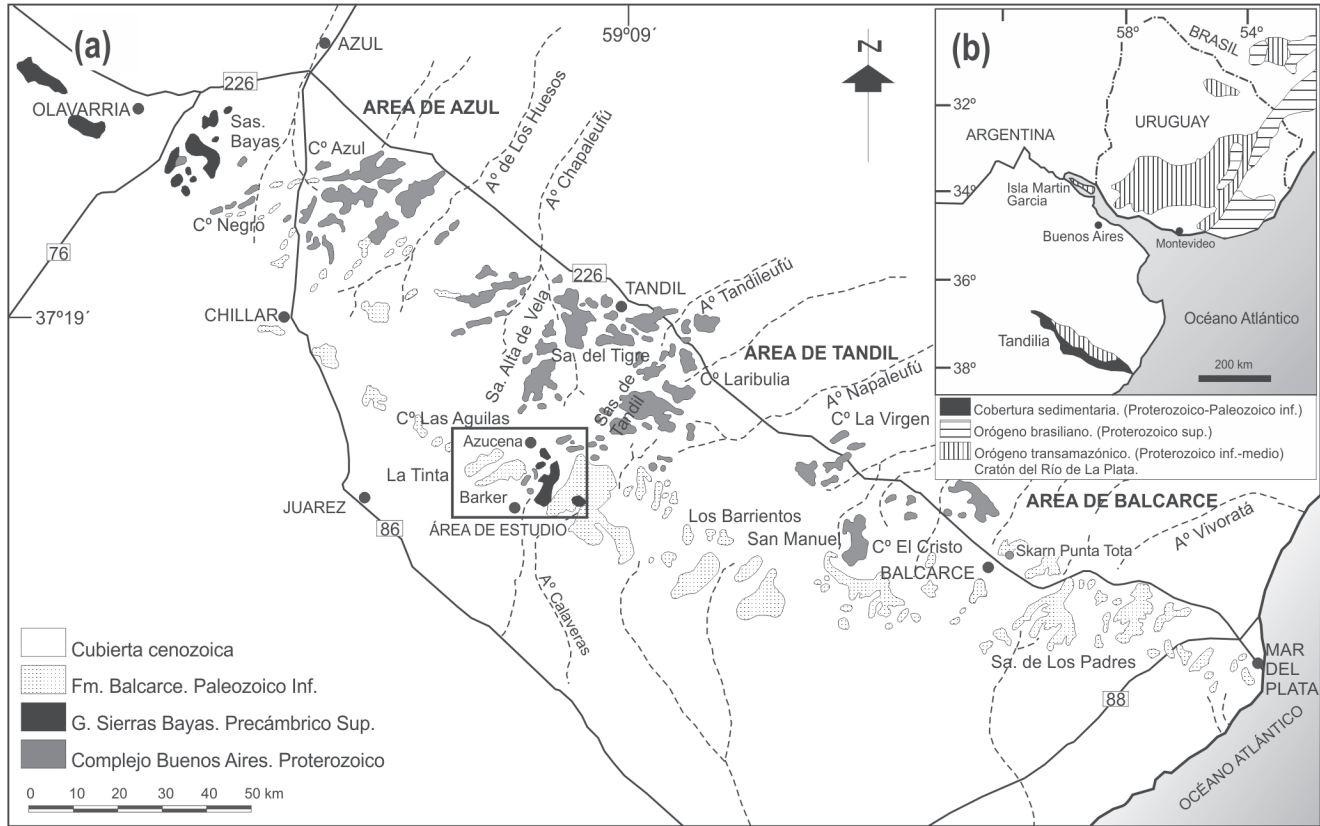 (a)
59º09´
AZUL
OLAVARRIA
226
Sas.
Bayas
AREA DE AZUL
Cº Azul
Aº de Los Huesos
Aº Chapaleufú
Cº Negro
76
37º19´
CHILLAR
226
TANDIL
Aº Tandileufú
Sa. Alta de Vela
Sa. del Tigre
AREA DE TANDIL
Sas. de
Tandil
Cº Laribulia
Aº Napaleufú
Cº Las Aguilas
Cº La Virgen
Azucena
La Tinta
Barker
JUAREZ
86
ÁREA DE ESTUDIO
Los Barrientos
San Manuel
AREA DE BALCARCE
Aº Vivoratá
Cº El Cristo
Skarn Punta Tota
BALCARCE
Aº Calaveras
Sa. de Los Padres
MAR
DEL
PLATA
88
OCÉANO ATLÁNTICO
Cubierta cenozoica
Fm. Balcarce. Paleozoico Inf.
G. Sierras Bayas. Precámbrico Sup.
Complejo Buenos Aires. Proterozoico
0 10 20 30 40 50 km
N
(b)
58º
54º
BRASIL
32º
ARGENTINA
URUGUAY
34º
Isla Martin
Garcia
Buenos Aires
Montevideo
36º
Océano Atlántico
Tandilia
38º
200 km
Cobertura sedimentaria. (Proterozoico-Paleozoico inf.)
Orógeno brasiliano. (Proterozoico sup.)
Orógeno transamazónico. (Proterozoico inf.-medio)
Cratón del Río de La Plata.